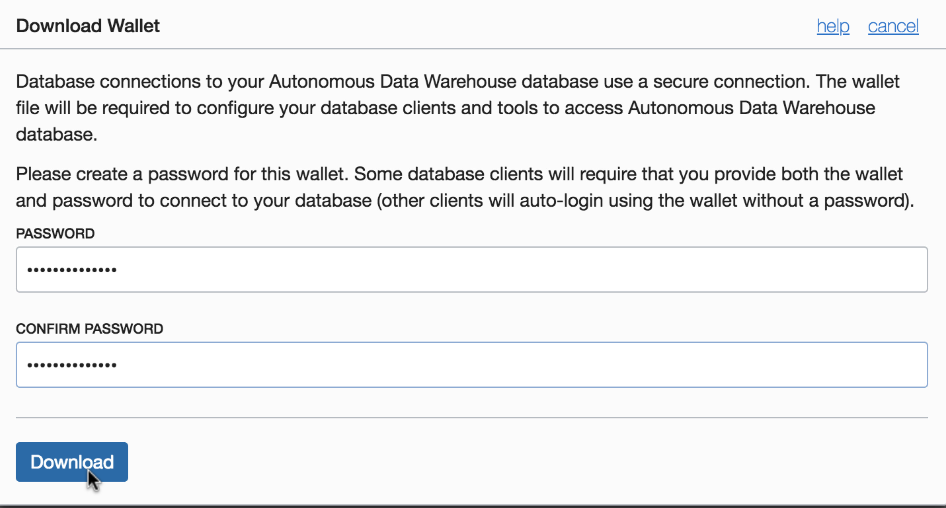 Download Wallet
help cancel
Database connections to your Autonomous Data Warehouse database use a secure connection. The wallet
file will be required to configure your database clients and tools to access Autonomous Data Warehouse
database.
Please create a password for this wallet. Some database clients will require that you provide both the wallet
and password to connect to your database (other clients will auto-login using the wallet without a password).
PASSWORD
••••••••••••••
CONFIRM PASSWORD
••••••••••••••
Download